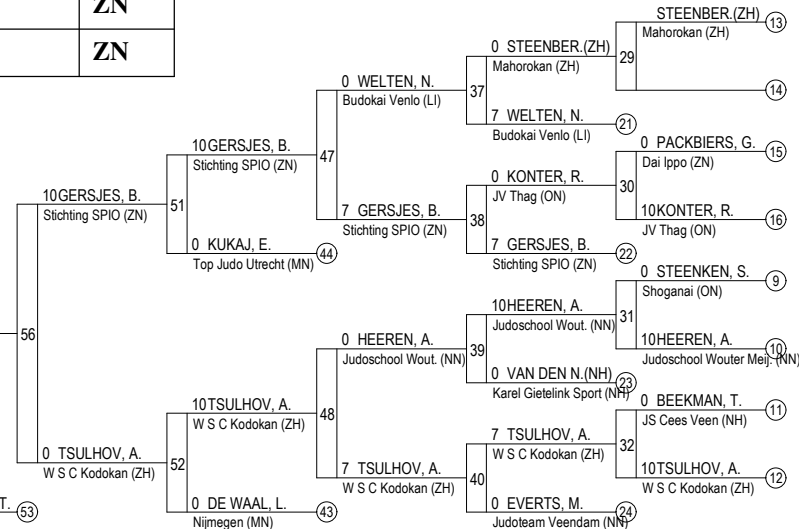 ZN
ZN
STEENBER.(ZH) 13
Mahorokan (ZH)
29
14
0 STEENBER.(ZH)
Mahorokan (ZH)
37
7 WELTEN, N. 21
Budokai Venlo (LI)
0 WELTEN, N.
Budokai Venlo (LI)
47
0 PACKBIERS, G. 15
Dai Ippo (ZN)
30
10KONTER, R. 16
JV Thag (ON)
0 KONTER, R.
JV Thag (ON)
38
7 GERSJES, B. 22
Stichting SPIO (ZN)
7 GERSJES, B.
Stichting SPIO (ZN)
10GERSJES, B.
Stichting SPIO (ZN)
51
0 KUKAJ, E. 44
Top Judo Utrecht (MN)
10GERSJES, B.
Stichting SPIO (ZN)
56
0 STEENKEN, S. 9
Shoganai (ON)
31
10HEEREN, A. 10
Judoschool Wouter Meij. (NN)
10HEEREN, A.
Judoschool Wout. (NN)
39
0 VAN DEN N.(NH) 23
Karel Gietelink Sport (NH)
0 HEEREN, A.
Judoschool Wout. (NN)
48
0 BEEKMAN, T. 11
JS Cees Veen (NH)
32
10TSULHOV, A. 12
W S C Kodokan (ZH)
7 TSULHOV, A.
W S C Kodokan (ZH)
40
0 EVERTS, M. 24
Judoteam Veendam (NN)
7 TSULHOV, A.
W S C Kodokan (ZH)
10TSULHOV, A.
W S C Kodokan (ZH)
52
0 DE WAAL, L. 43
Nijmegen (MN)
0 TSULHOV, A.
W S C Kodokan (ZH)
T. 53